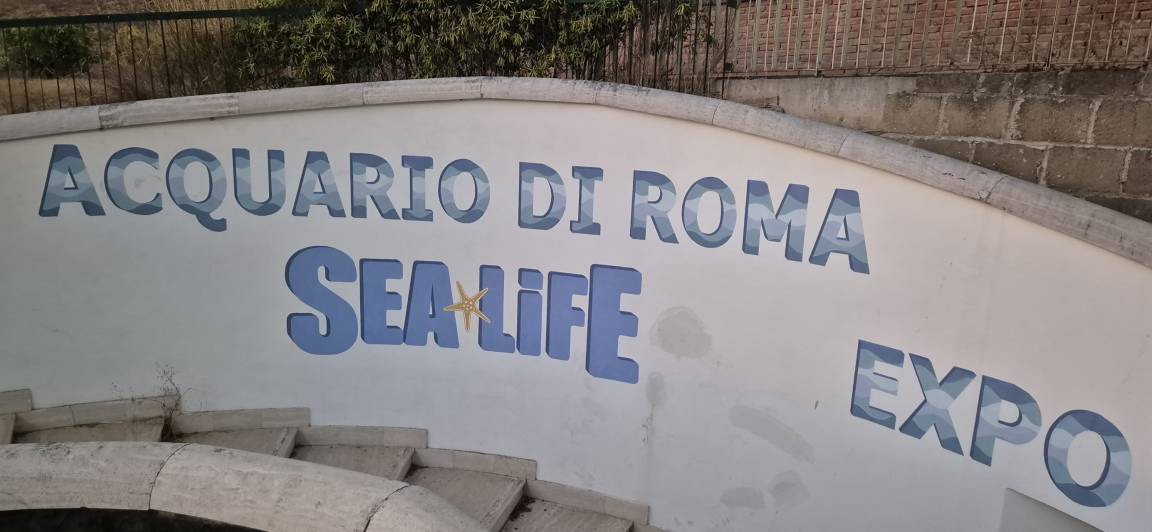 ACQUARIO DI ROMA
SEA LiFE
EXPO